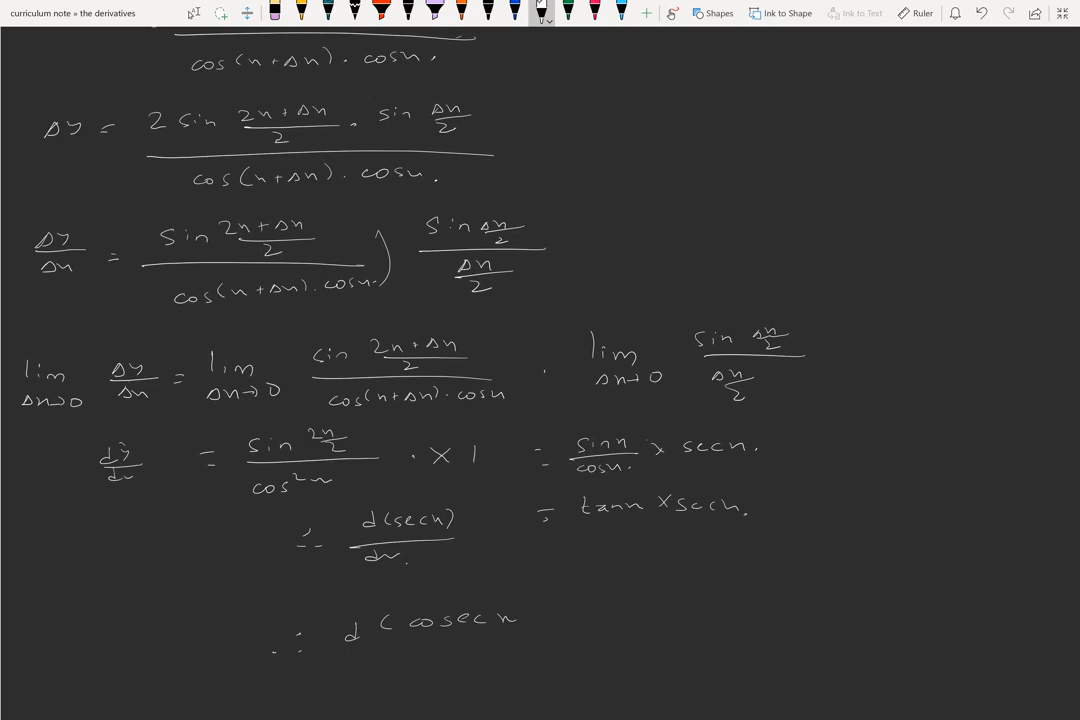 curriculum note » the derivatives
Shapes
Ink to Shape
Ink to Text
Ruler
cos(x+Δx) · cosx.
Δy = 2 sin (2x+Δx)/2 · sin Δx/2 / cos(x+Δx) · cosx.
Δy/Δx = sin (2x+Δx)/2 / cos(x+Δx) · cosx. ) sin Δx/2 / Δx/2
lim Δx→0 Δy/Δx = lim Δx→0 sin (2x+Δx)/2 / cos(x+Δx) · cosx · lim Δx→0 sin Δx/2 / Δx/2
dy/dx = sin 2x/2 / cos²x · × 1 = sinx/cosx. × secx.
∴ d(secx)/dx. = tanx × secx.
∴ d (cosecx